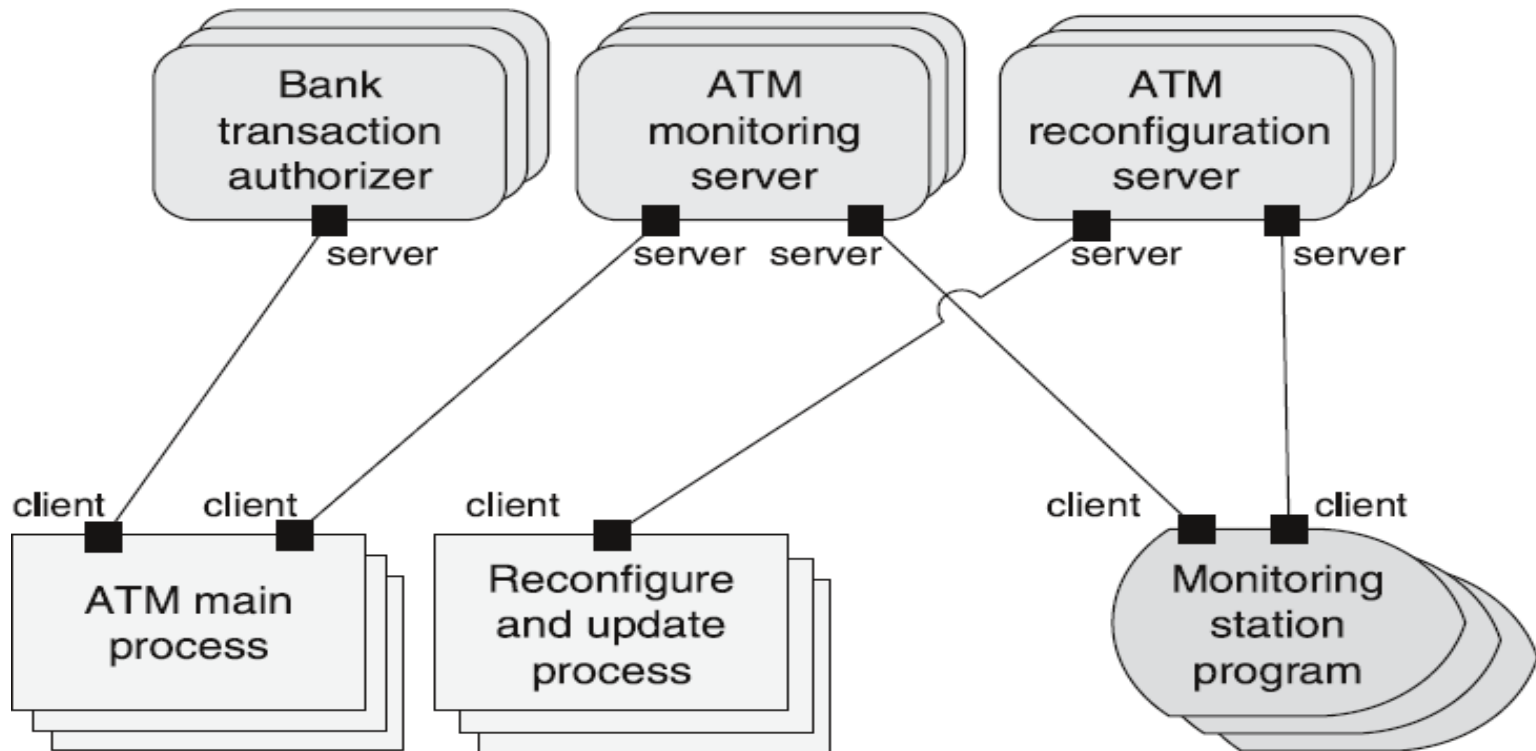 Bank
transaction
authorizer
ATM
monitoring
server
ATM
reconfiguration
server
server
server
server
server
server
client
client
client
client
client
ATM main
process
Reconfigure
and update
process
Monitoring
station
program